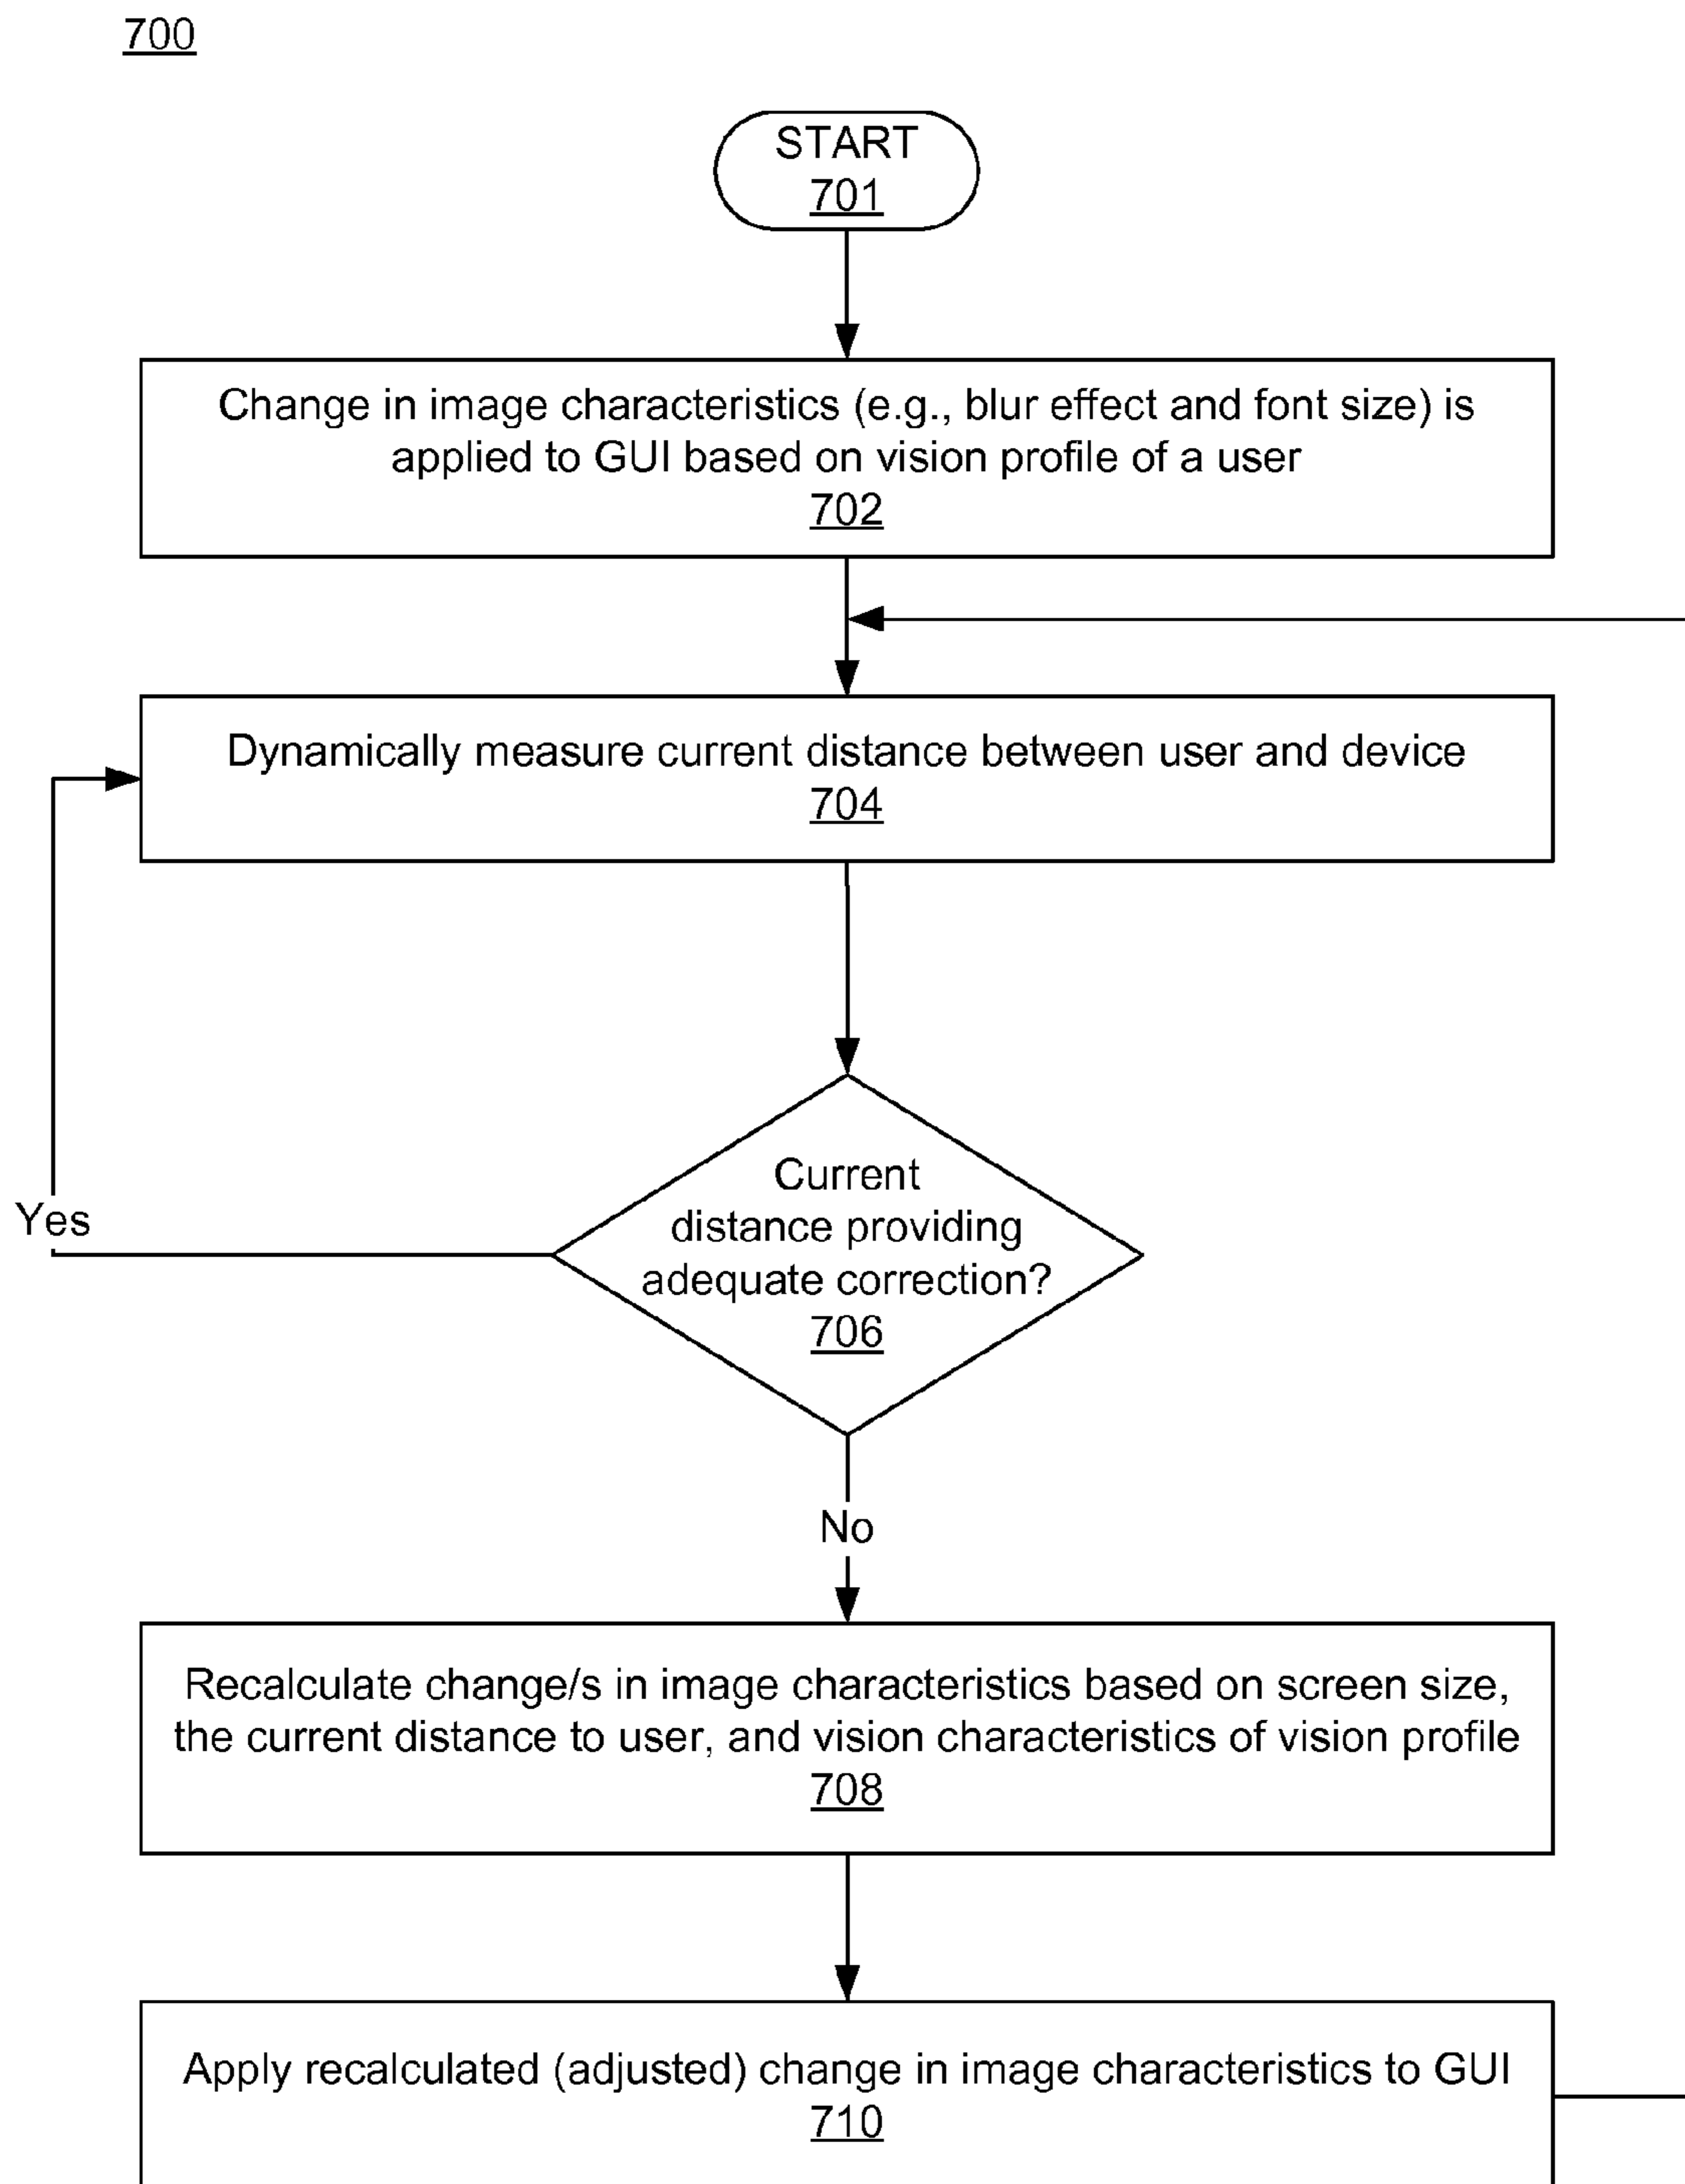 700
START
701
Change in image characteristics (e.g., blur effect and font size) is
applied to GUI based on vision profile of a user
702
Dynamically measure current distance between user and device
704
Current
distance providing
adequate correction?
706
Yes
No
Recalculate change/s in image characteristics based on screen size,
the current distance to user, and vision characteristics of vision profile
708
Apply recalculated (adjusted) change in image characteristics to GUI
710